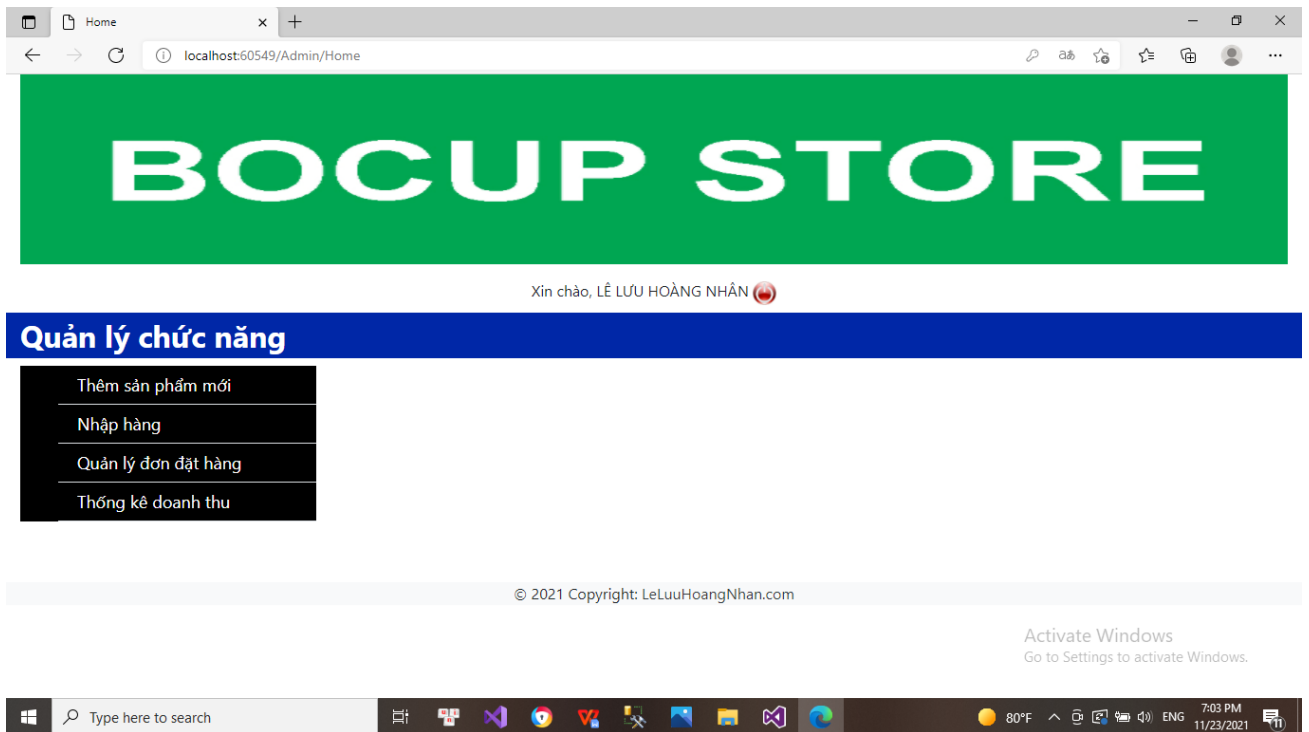 Home
localhost:60549/Admin/Home
BOCUP STORE
Xin chào, LÊ LƯU HOÀNG NHÂN
Quản lý chức năng
Thêm sản phẩm mới
Nhập hàng
Quản lý đơn đặt hàng
Thống kê doanh thu
© 2021 Copyright: LeLuuHoangNhan.com
Activate Windows
Go to Settings to activate Windows.
Type here to search
80°F
ENG
7:03 PM
11/23/2021
11